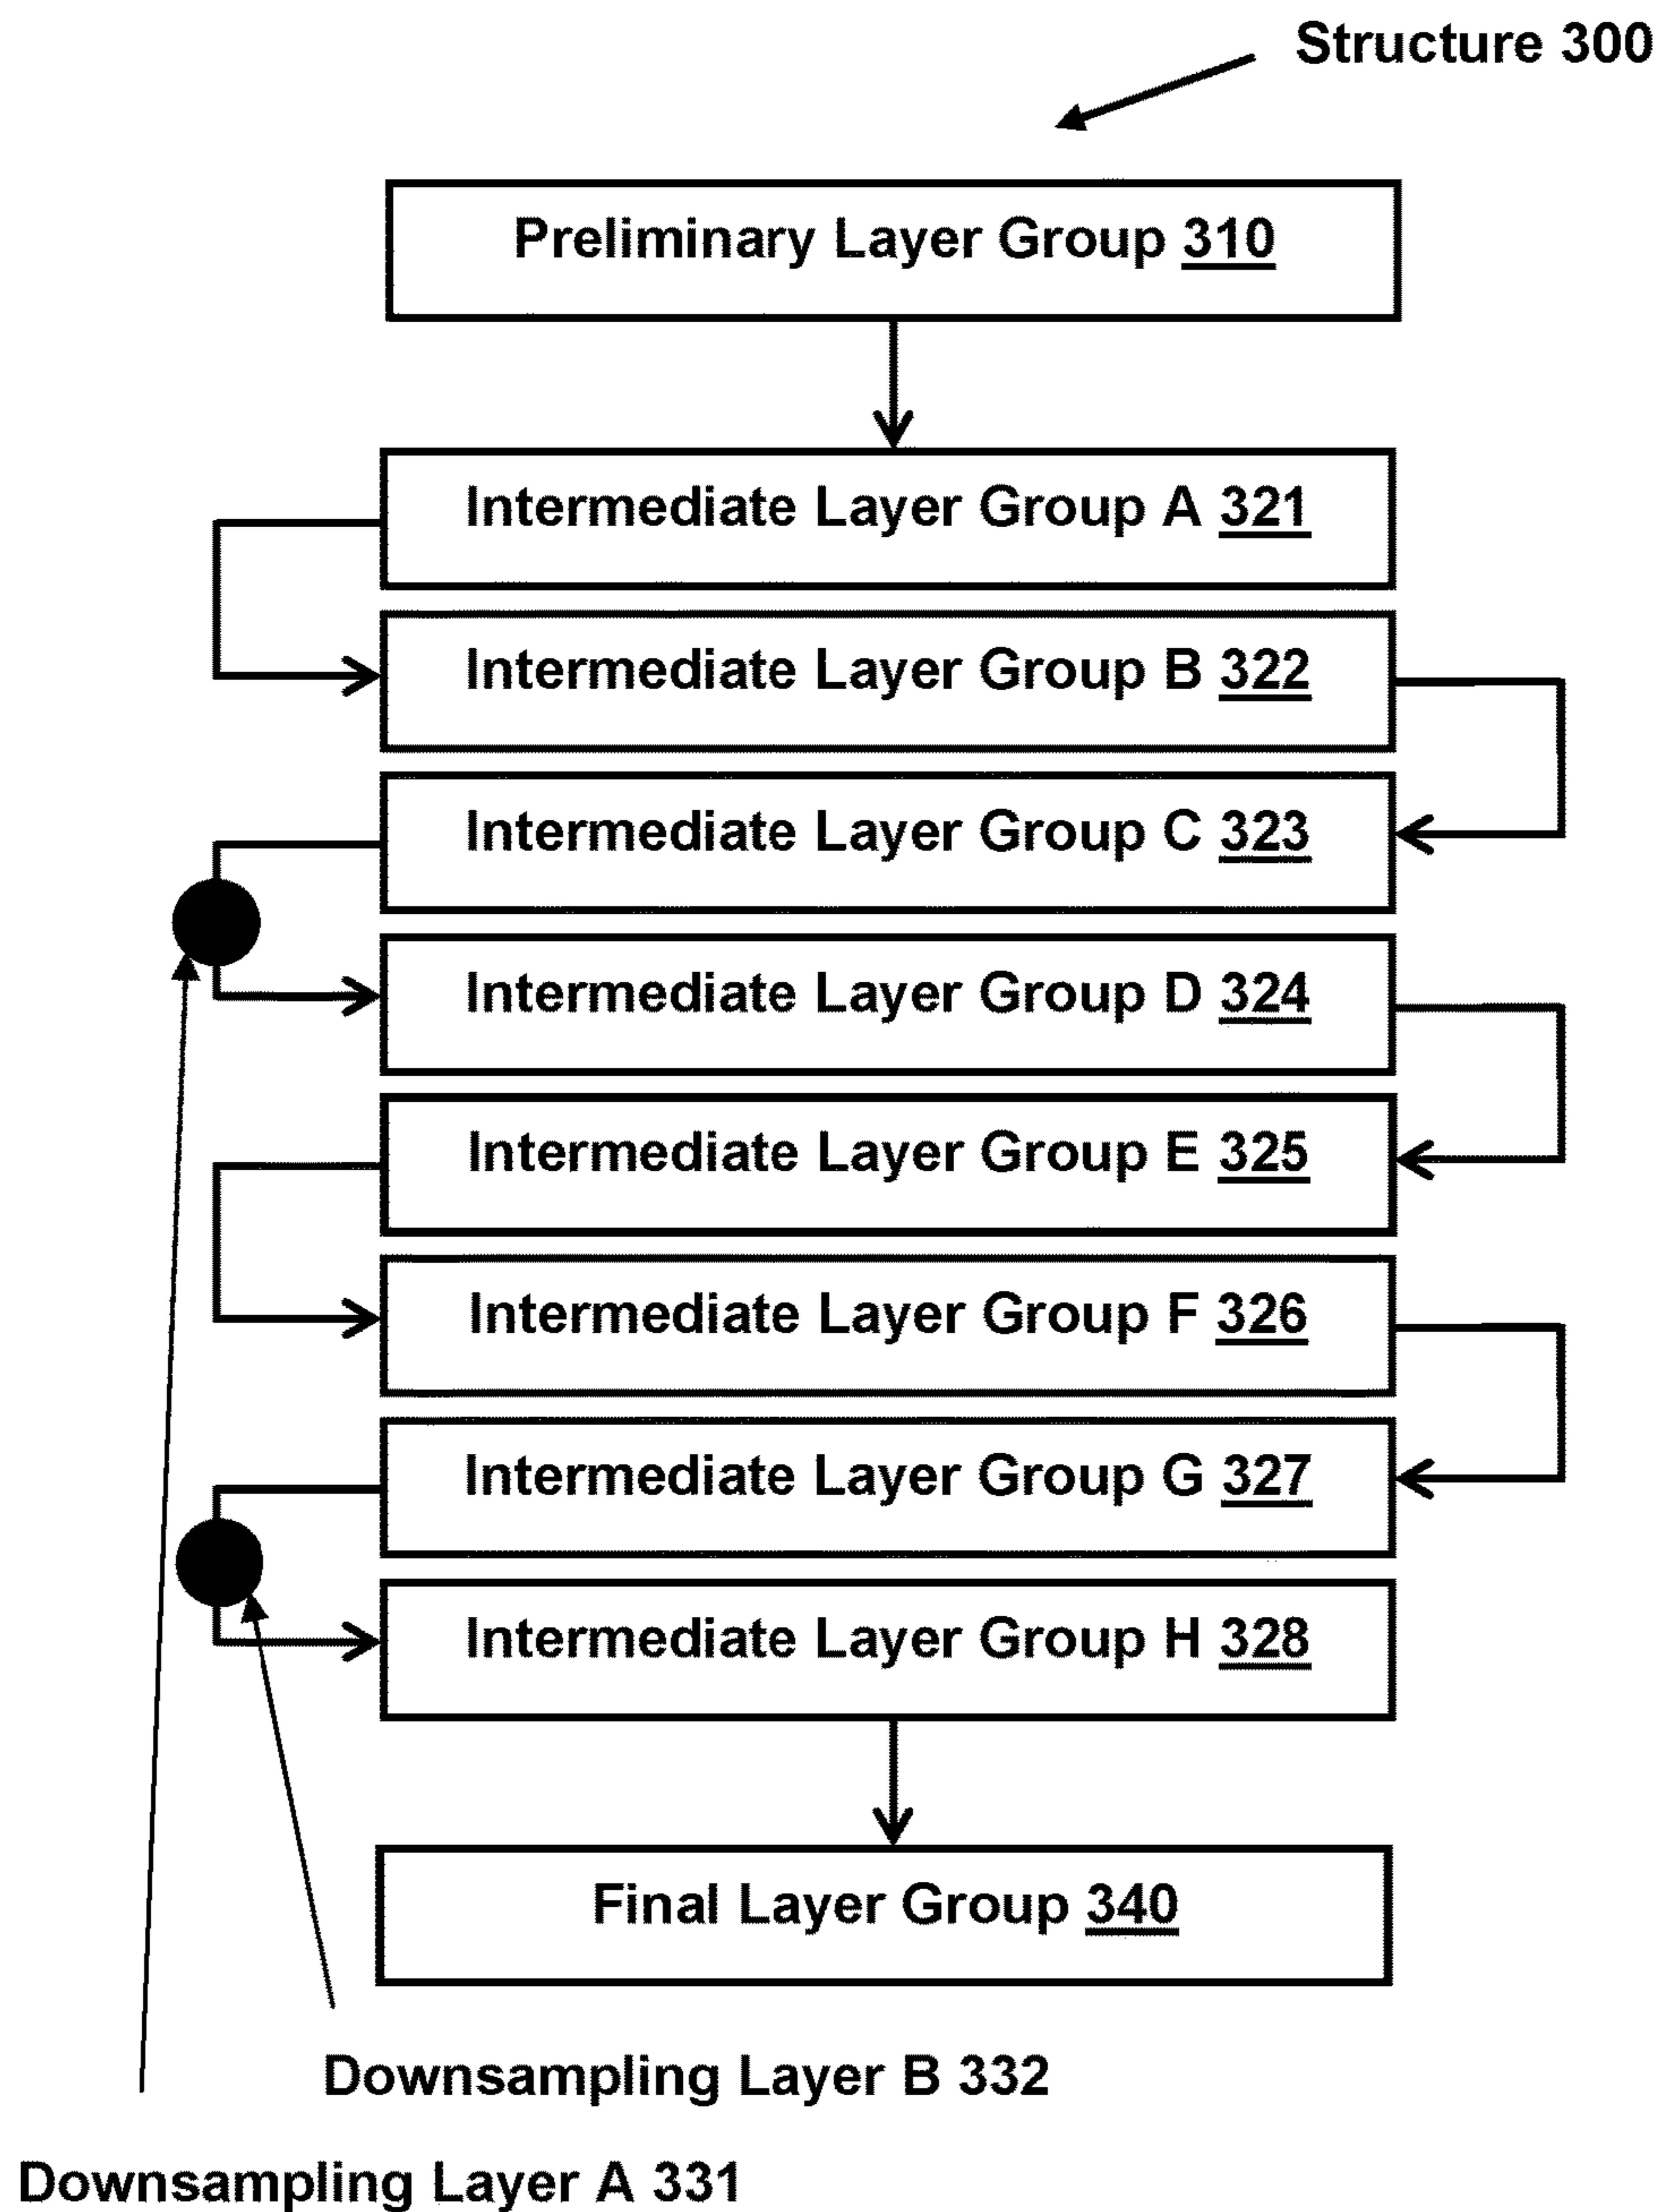 Structure 300
Preliminary Layer Group 310
Intermediate Layer Group A 321
Intermediate Layer Group B 322
Intermediate Layer Group C 323
Intermediate Layer Group D 324
Intermediate Layer Group E 325
Intermediate Layer Group F 326
Intermediate Layer Group G 327
Intermediate Layer Group H 328
Final Layer Group 340
Downsampling Layer B 332
Downsampling Layer A 331